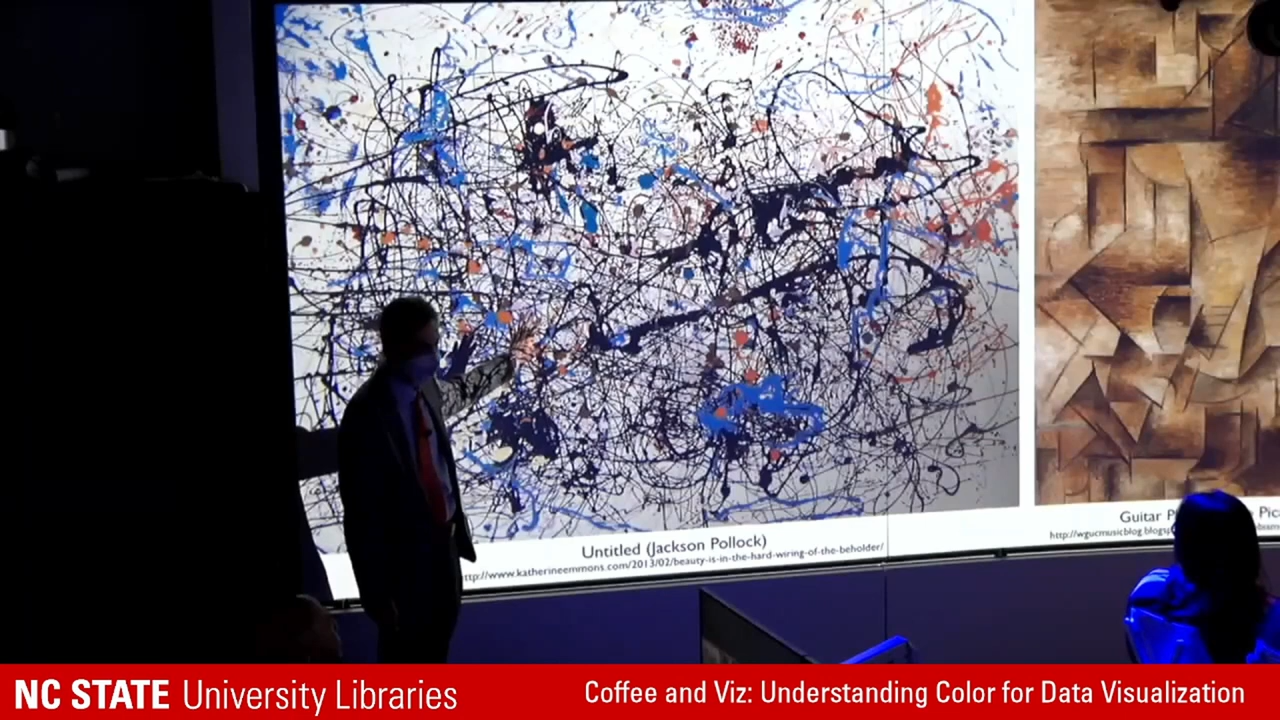 Untitled (Jackson Pollock)
http://www.katherineemmons.com/2013/02/beauty-is-in-the-hard-wiring-of-the-beholder/
Guitar
NC STATE University Libraries
Coffee and Viz: Understanding Color for Data Visualization